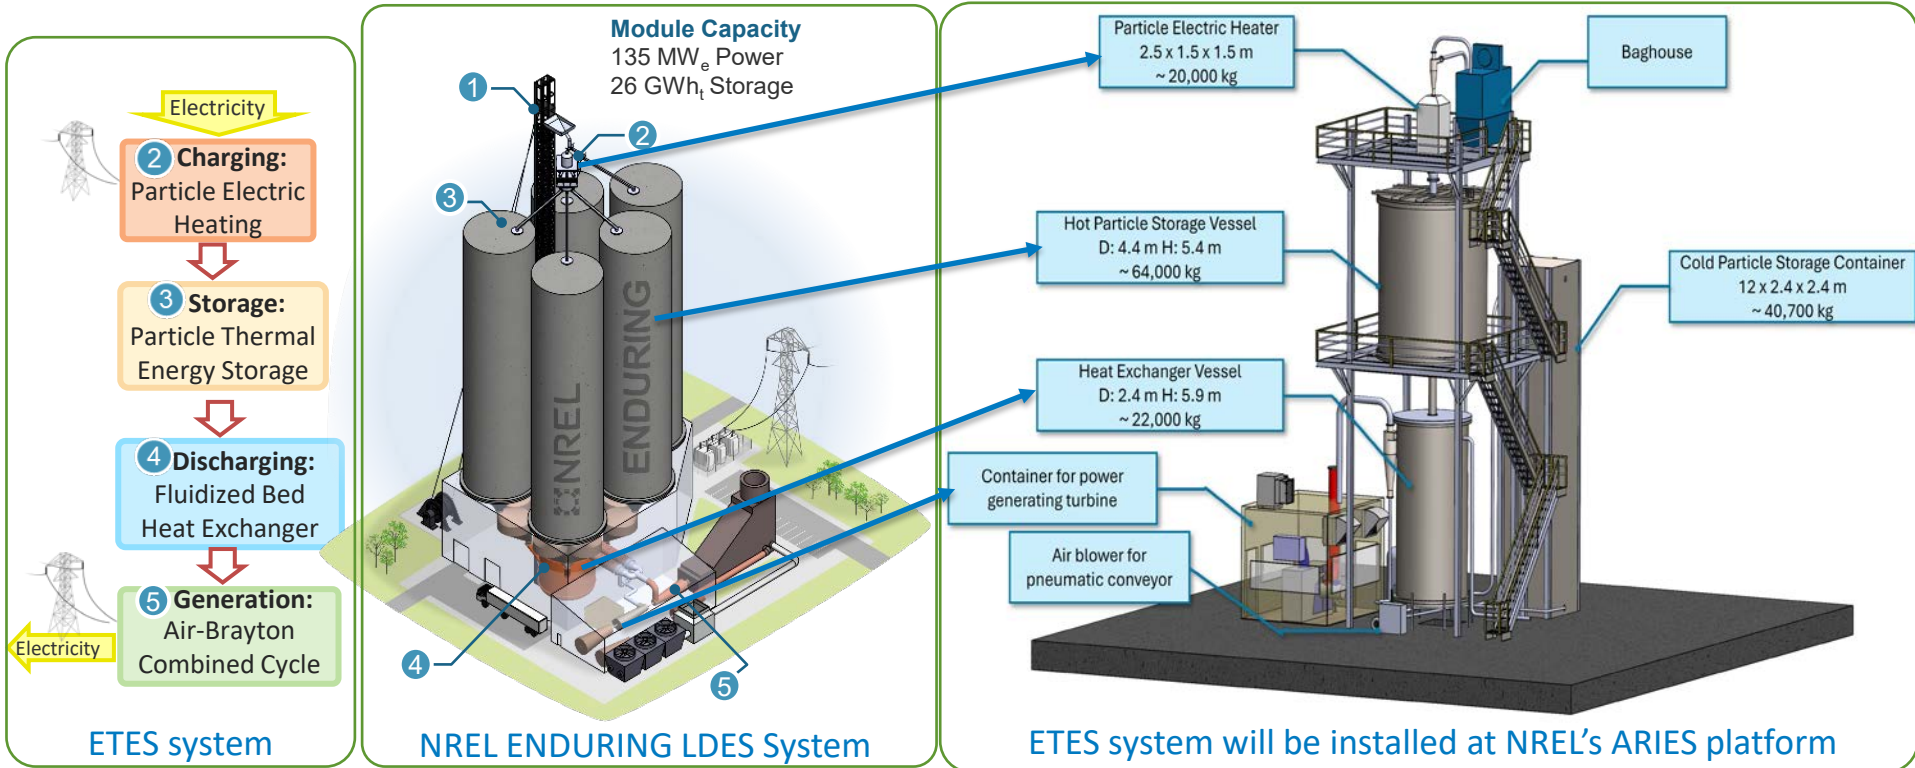 Electricity
2 Charging:
Particle Electric
Heating
3 Storage:
Particle Thermal
Energy Storage
4 Discharging:
Fluidized Bed
Heat Exchanger
5 Generation:
Air-Brayton
Combined Cycle
Electricity
ETES system
Module Capacity
135 MWe Power
26 GWht Storage
1
2
3
NREL
ENDURING
4
5
NREL ENDURING LDES System
Particle Electric Heater
2.5 x 1.5 x 1.5 m
~ 20,000 kg
Baghouse
Hot Particle Storage Vessel
D: 4.4 m H: 5.4 m
~ 64,000 kg
Cold Particle Storage Container
12 x 2.4 x 2.4 m
~ 40,700 kg
Heat Exchanger Vessel
D: 2.4 m H: 5.9 m
~ 22,000 kg
Container for power
generating turbine
Air blower for
pneumatic conveyor
ETES system will be installed at NREL's ARIES platform